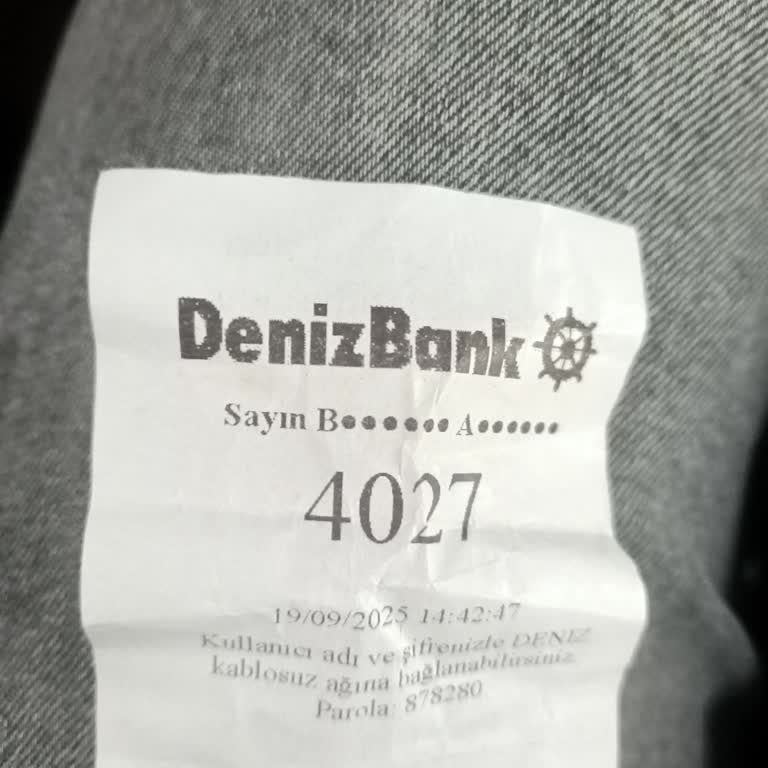 DenizBank
Sayın B●●●●●● A●●●●●●
4027
19/09/2025 14:42:47
Kullanıcı adı ve şifrenizle DENIZ
kablosuz ağına bağlanabilirsiniz
Parola: 878280